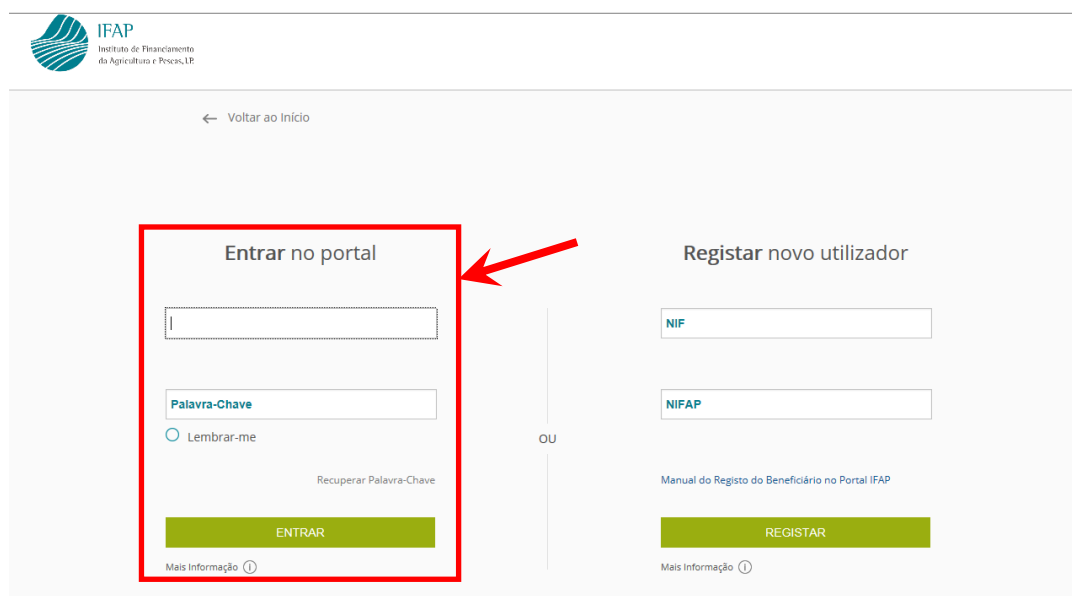 IFAP
Instituto de Financiamento
da Agricultura e Pescas, I.P.
← Voltar ao Início
Entrar no portal
Palavra-Chave
Lembrar-me
Recuperar Palavra-Chave
ENTRAR
Mais Informação
OU
Registar novo utilizador
NIF
NIFAP
Manual do Registo do Beneficiário no Portal IFAP
REGISTAR
Mais Informação